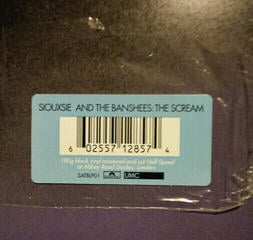 SIOUXSIE AND THE BANSHEES: THE SCREAM
6 02557 12857 4
180g black vinyl mastered and cut Half-Speed
at Abbey Road Studios, London.
SATBLP01 UMC